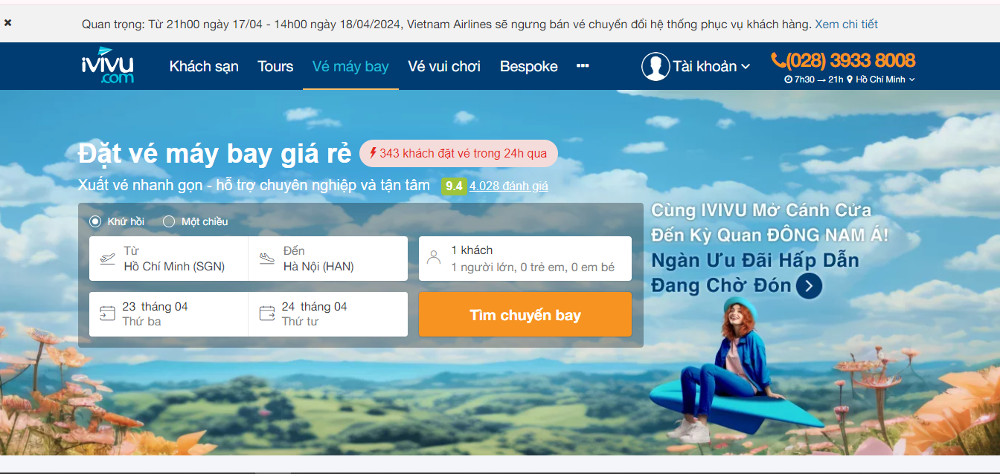 Quan trọng: Từ 21h00 ngày 17/04 - 14h00 ngày 18/04/2024, Vietnam Airlines sẽ ngưng bán vé chuyển đổi hệ thống phục vụ khách hàng. Xem chi tiết
iVIVU
.com
Khách sạn Tours Vé máy bay Vé vui chơi Bespoke
Tài khoản
(028) 3933 8008
7h30 → 21h Hồ Chí Minh
Đặt vé máy bay giá rẻ
343 khách đặt vé trong 24h qua
Xuất vé nhanh gọn - hỗ trợ chuyên nghiệp và tận tâm
9.4 4.028 đánh giá
Khứ hồi Một chiều
Từ
Hồ Chí Minh (SGN)
Đến
Hà Nội (HAN)
1 khách
1 người lớn, 0 trẻ em, 0 em bé
23 tháng 04
Thứ ba
24 tháng 04
Thứ tư
Tìm chuyến bay
Cùng IVIVU Mở Cánh Cửa
Đến Kỳ Quan ĐÔNG NAM Á!
Ngàn Ưu Đãi Hấp Dẫn
Đang Chờ Đón